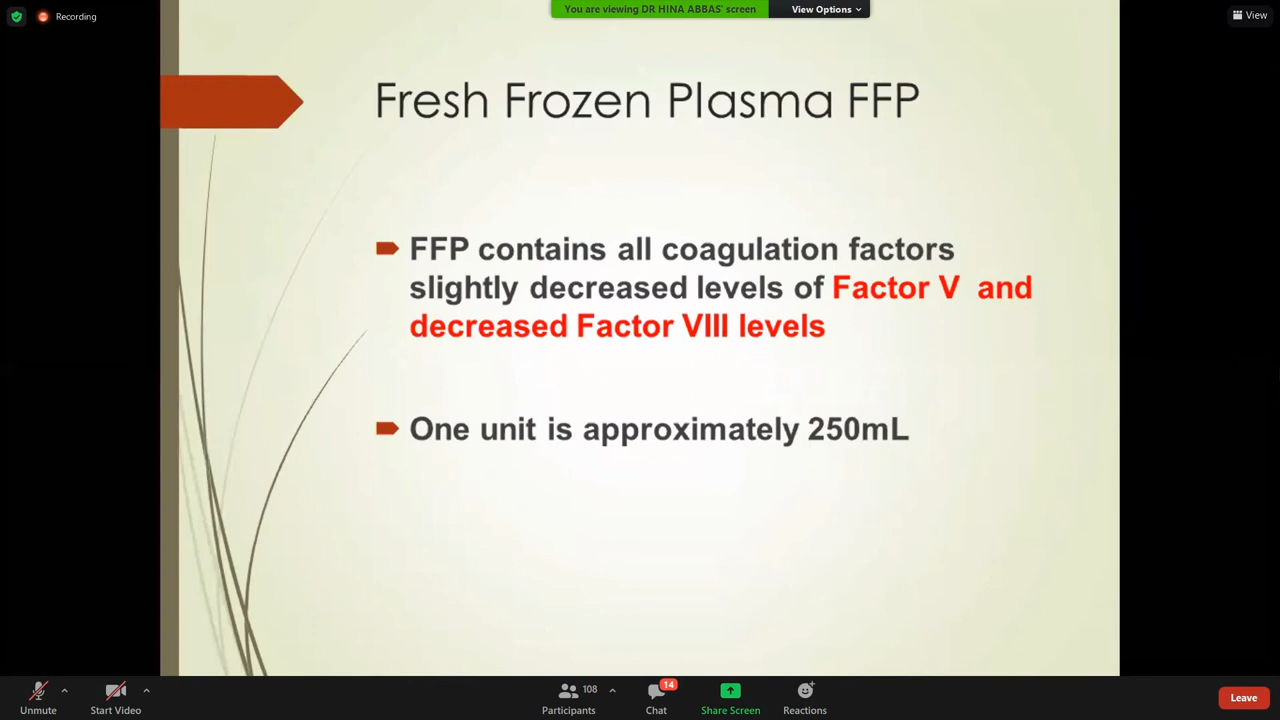 You are viewing DR HINA ABBAS' screen
View Options
Recording
View
Fresh Frozen Plasma FFP
FFP contains all coagulation factors
slightly decreased levels of Factor V and
decreased Factor VIII levels
One unit is approximately 250mL
Unmute
Start Video
108
Participants
14
Chat
Share Screen
Reactions
Leave